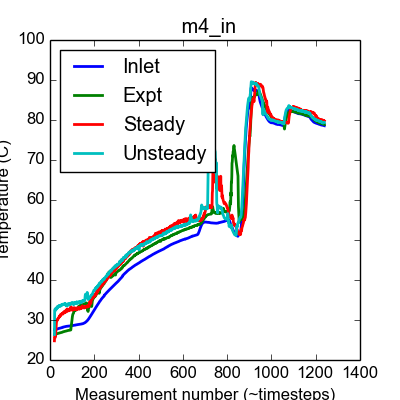 m4_in
100
90
80
70
60
50
40
30
20
Temperature (C)
Inlet
Expt
Steady
Unsteady
0 200 400 600 800 1000 1200 1400
Measurement number (~timesteps)